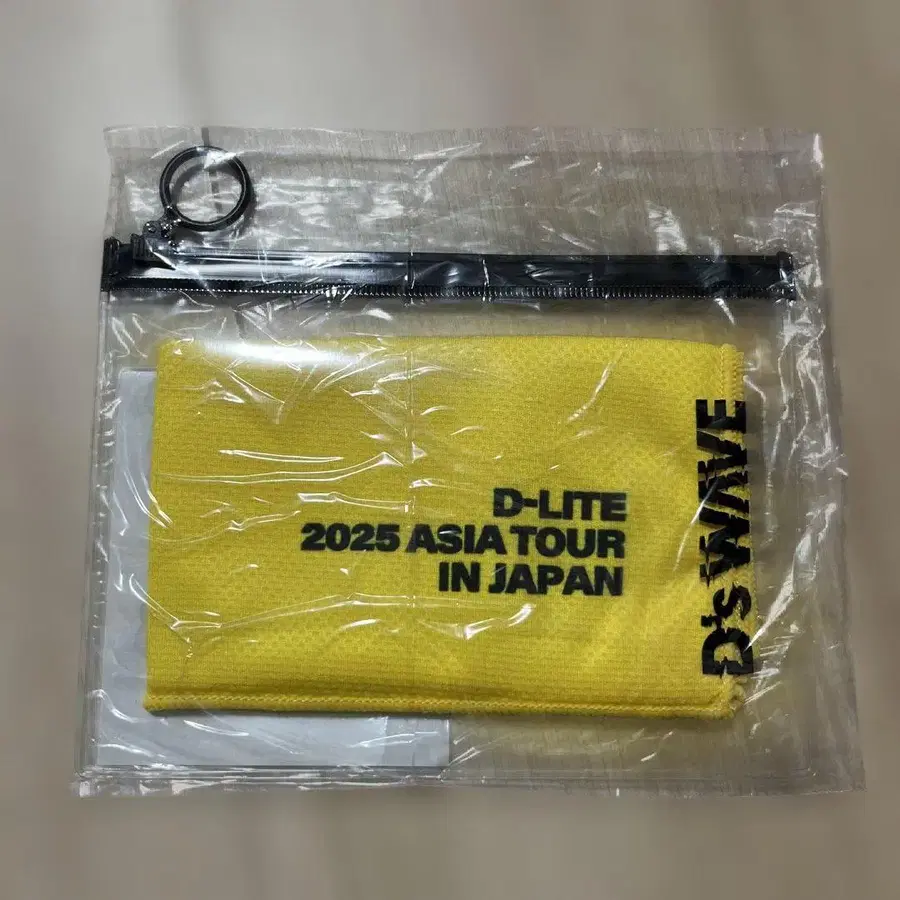 D-LITE
2025 ASIA TOUR
IN JAPAN
D's WAVE